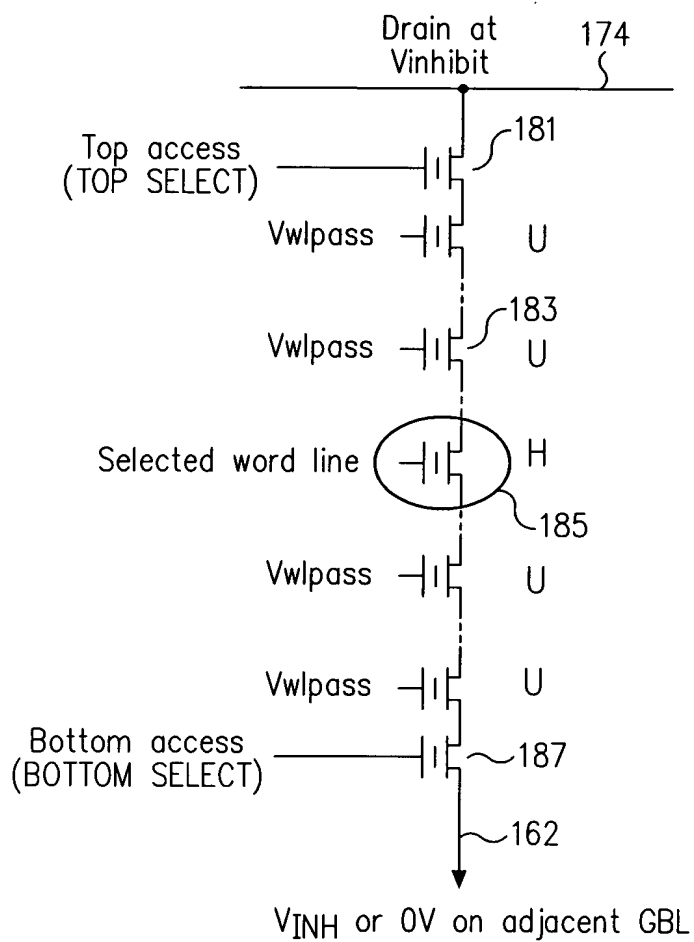 Drain at
Vinhibit
174
181
Top access
(TOP SELECT)
Vwlpass
U
183
Vwlpass
U
Selected word line
H
185
Vwlpass
U
Vwlpass
U
Bottom access
(BOTTOM SELECT)
187
162
VINH or 0V on adjacent GBL